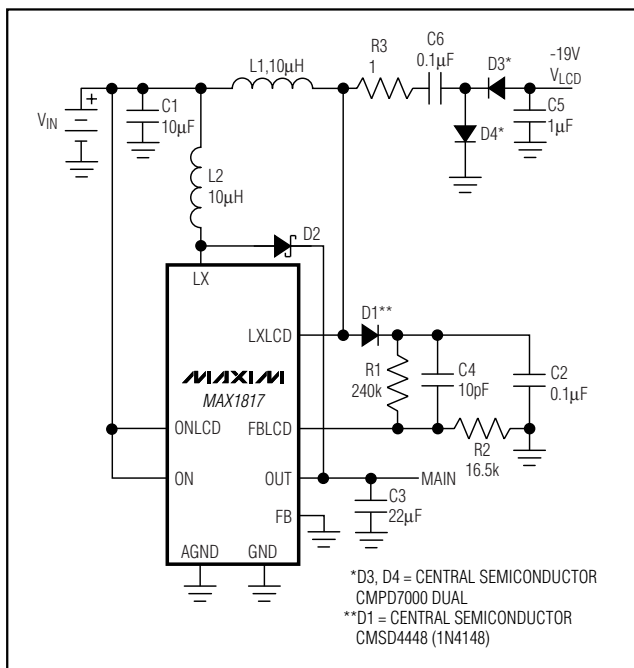 L1,10µH
R3
1
C6
0.1µF
D3*
-19V
VLCD
C5
1µF
D4*
VIN
+
C1
10µF
L2
10µH
D2
LX
LXLCD
D1**
MAXIM
MAX1817
R1
240k
C4
10pF
C2
0.1µF
ONLCD
FBLCD
R2
16.5k
ON
OUT
MAIN
C3
22µF
FB
AGND
GND
*D3, D4 = CENTRAL SEMICONDUCTOR
CMPD7000 DUAL
**D1 = CENTRAL SEMICONDUCTOR
CMSD4448 (1N4148)